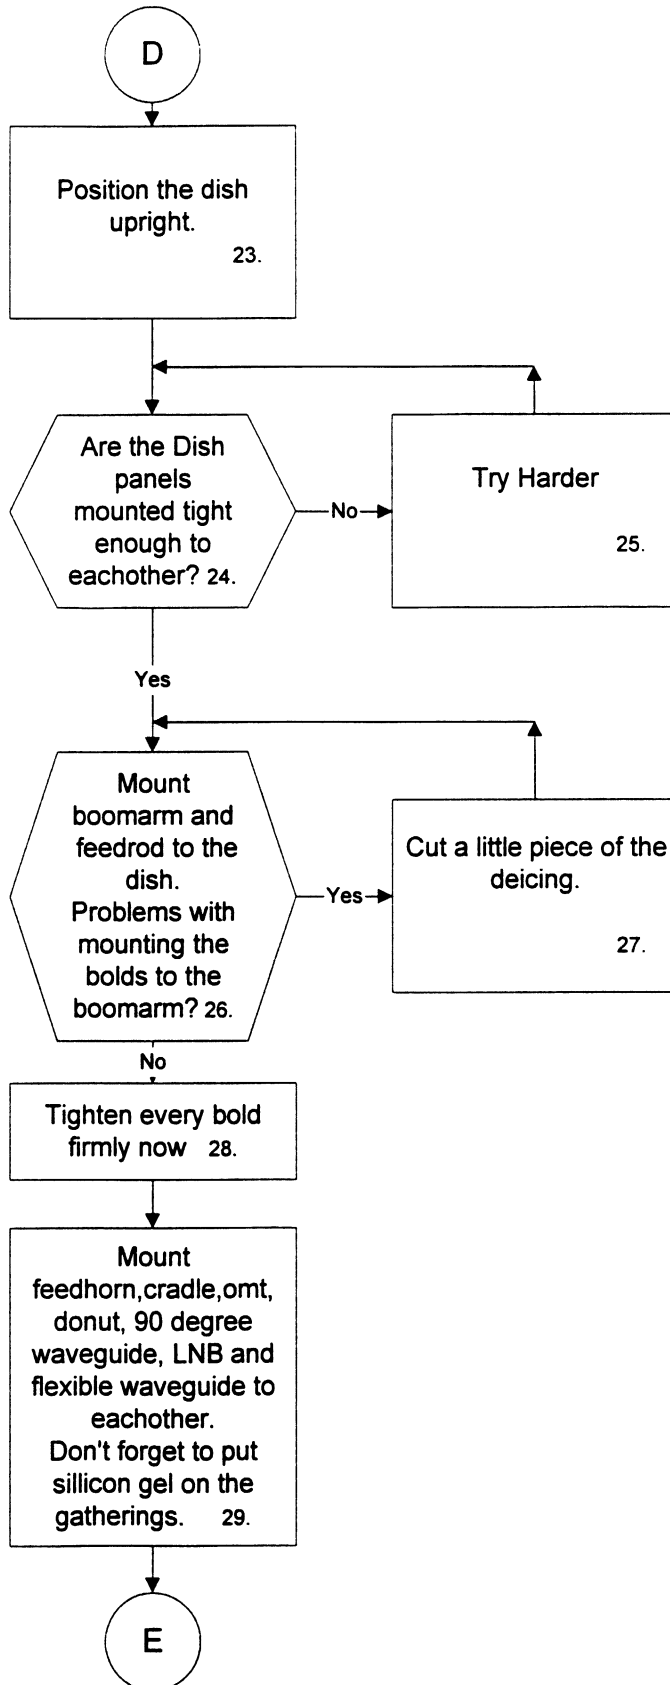 D
Position the dish
upright.
23.
Are the Dish
panels
mounted tight
enough to
eachother? 24.
No
Try Harder
25.
Yes
Mount
boomarm and
feedrod to the
dish.
Problems with
mounting the
bolds to the
boomarm? 26.
Yes
Cut a little piece of the
deicing.
27.
No
Tighten every bold
firmly now 28.
Mount
feedhorn,cradle,omt,
donut, 90 degree
waveguide, LNB and
flexible waveguide to
eachother.
Don't forget to put
sillicon gel on the
gatherings. 29.
E